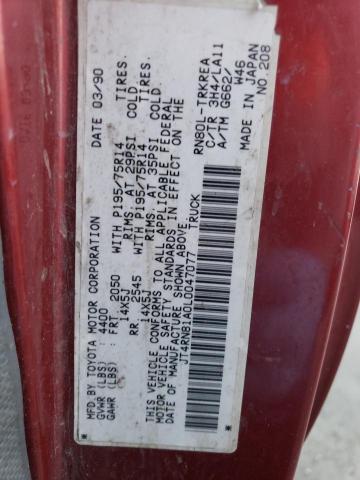 MFD BY TOYOTA MOTOR CORPORATION DATE 03/90
GVWR (LBS) : 4400
GAWR (LBS) : FRT 2050 WITH P195/75R14 TIRES.
14X5J RIMS: AT 29PSI COLD.
RR: 2545 WITH P195/75R14 TIRES.
14X5J RIMS: AT 35PSI COLD.
THIS VEHICLE CONFORMS TO ALL APPLICABLE FEDERAL
MOTOR VEHICLE SAFETY STANDARDS IN EFFECT ON THE
DATE OF MANUFACTURE SHOWN ABOVE.
JT4RN81A0L0047077 TRUCK
RN80L-TRKREA
C/TR 3H4/LA11
A/TM G662/
W46
MADE IN JAPAN
NO.208